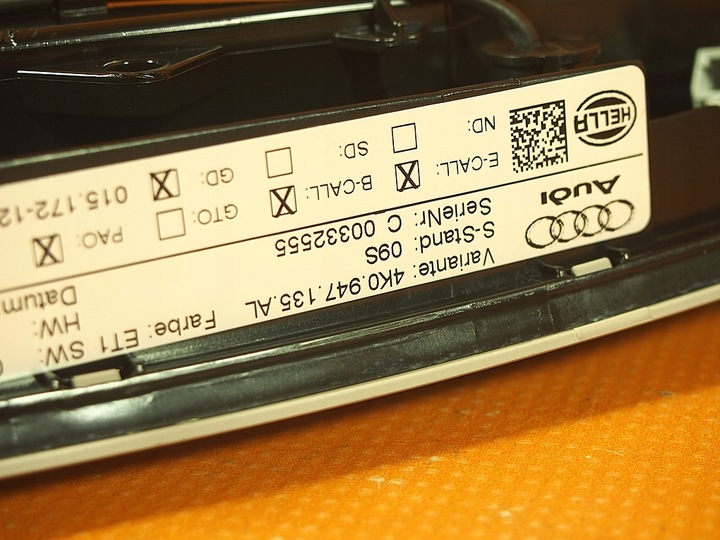 Audi
Variante: 4K0.947.135.AL Farbe: ET1 SW:
S-Stand: 09S HW:
SerieNr: C 00332555 Datum:
HELLA
E-CALL: ☒ B-CALL: ☒ GTO: ☐ PAO: ☒
ND: ☐ SD: ☐ GD: ☒ 015.172-12